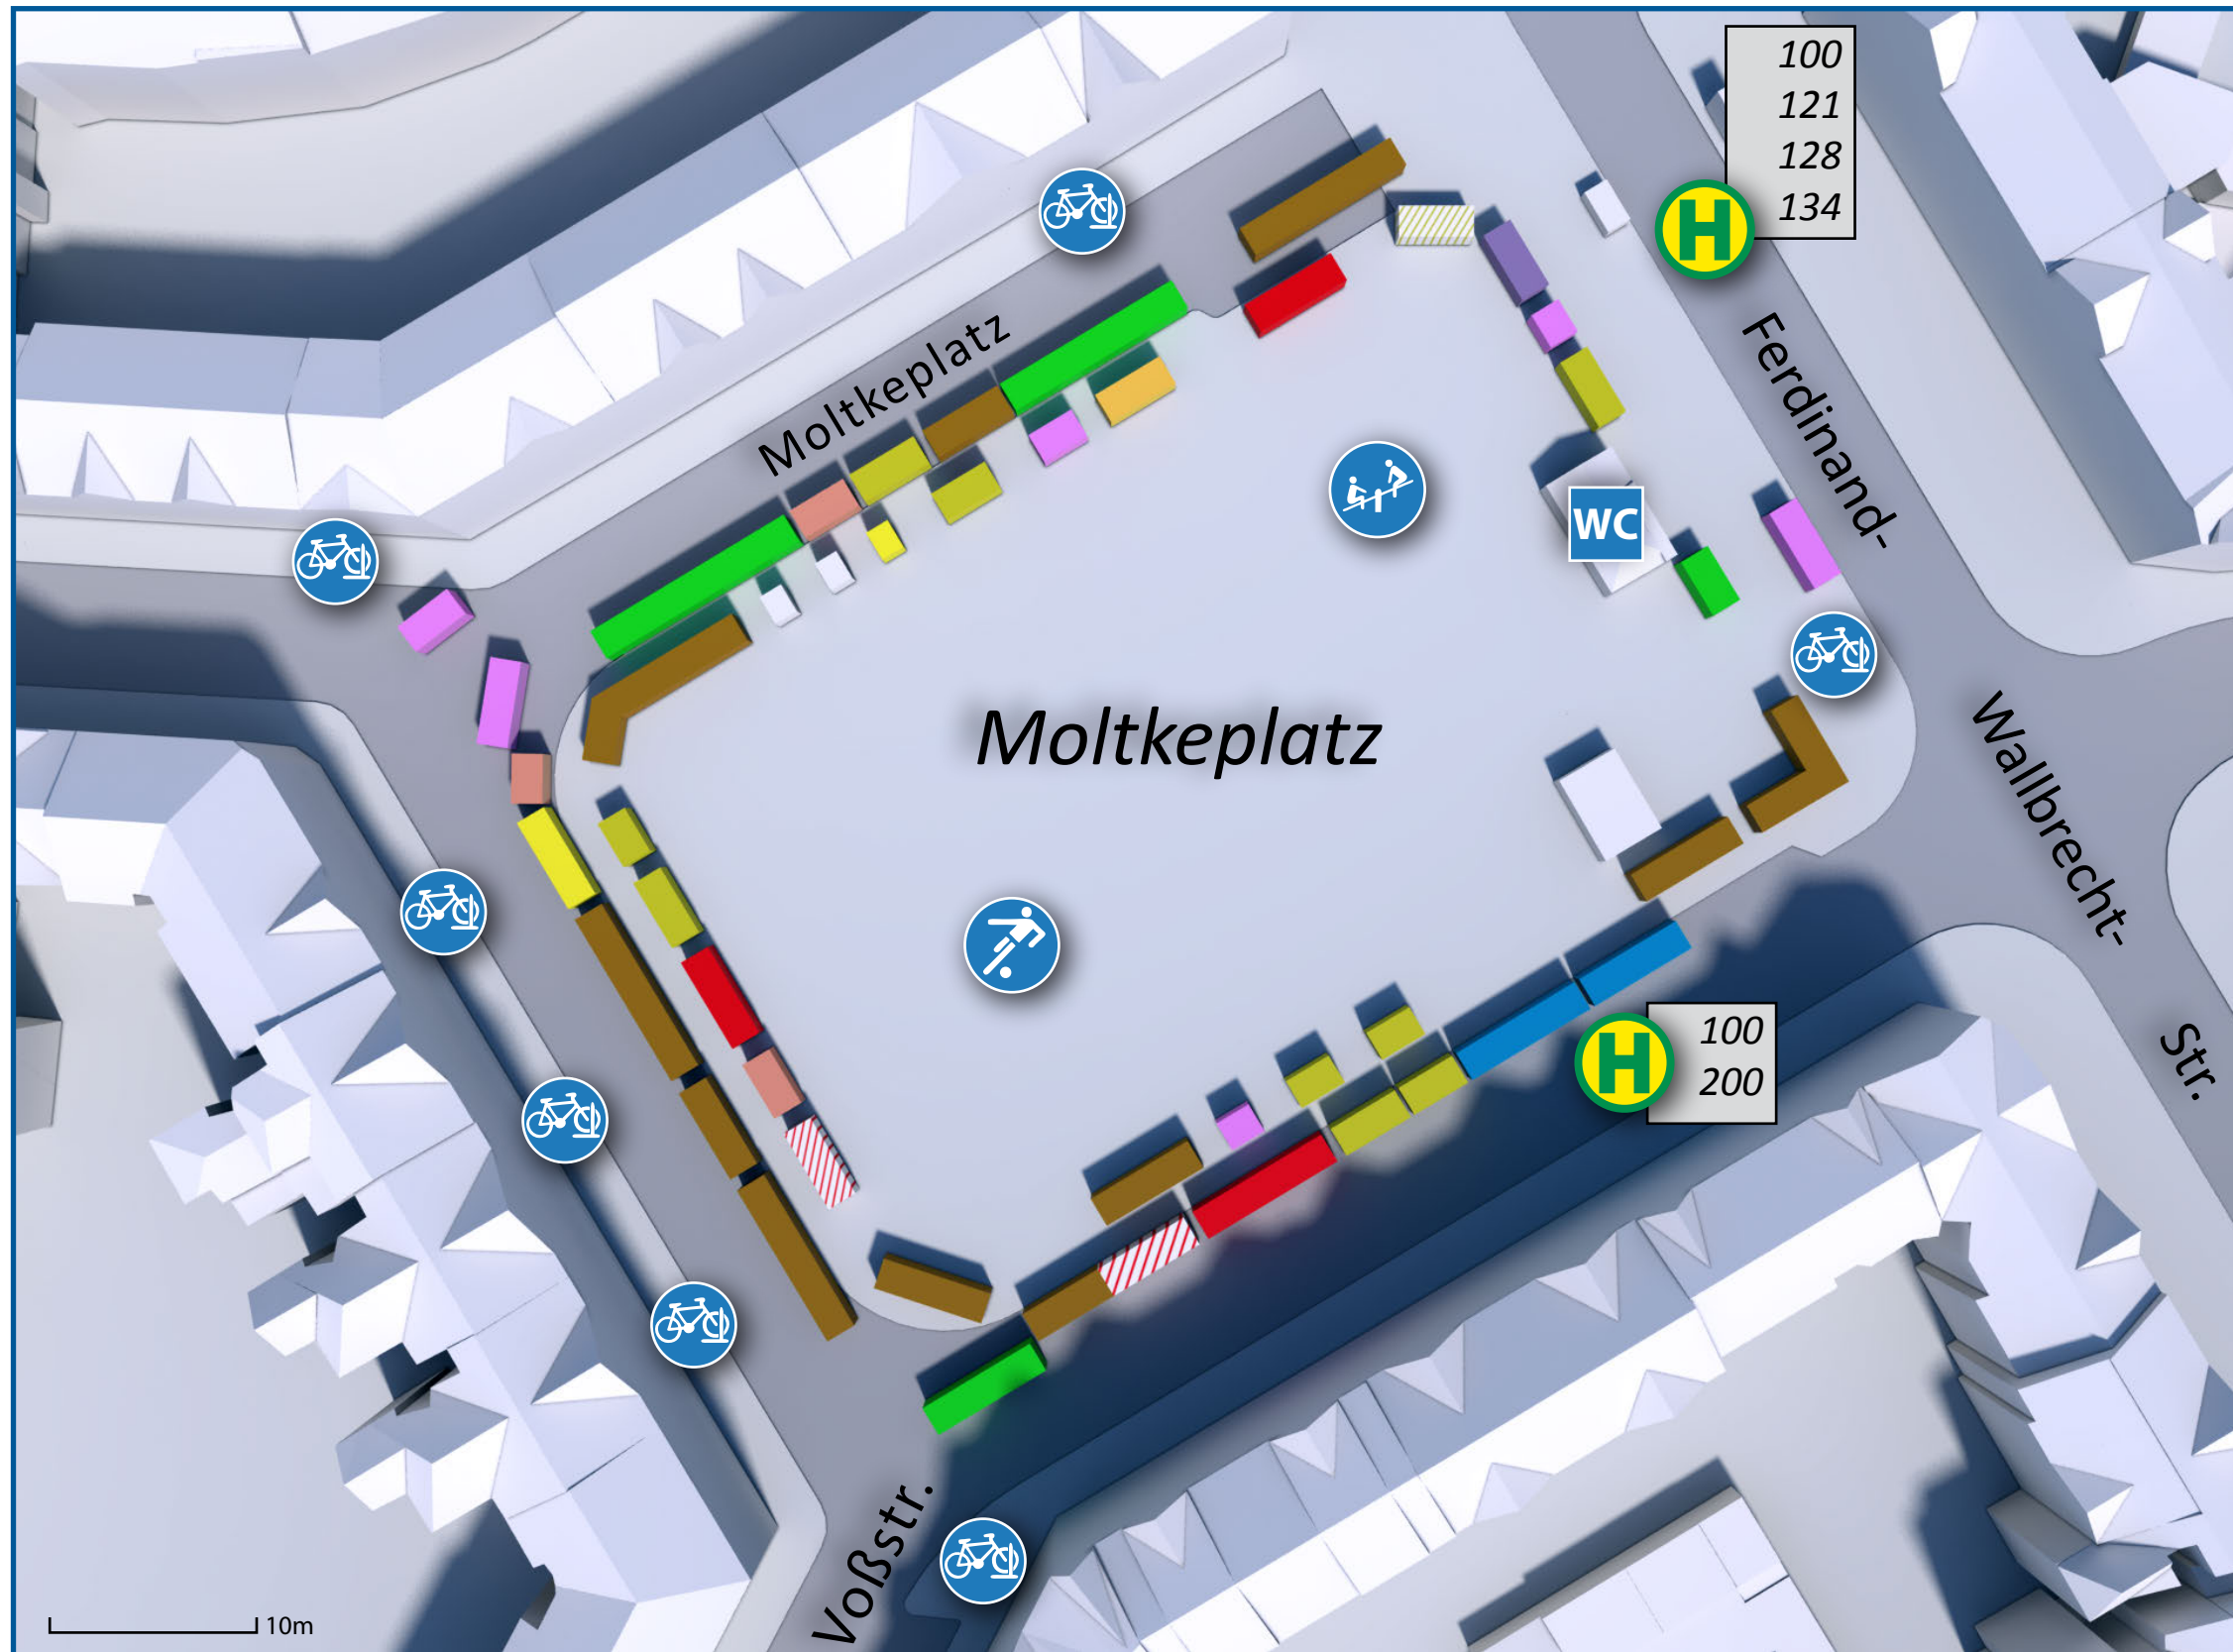 100
121
128
134
H
Ferdinand-
Moltkeplatz
WC
Moltkeplatz
Wallbrecht-
H
100
200
Str.
Voßstr.
10m